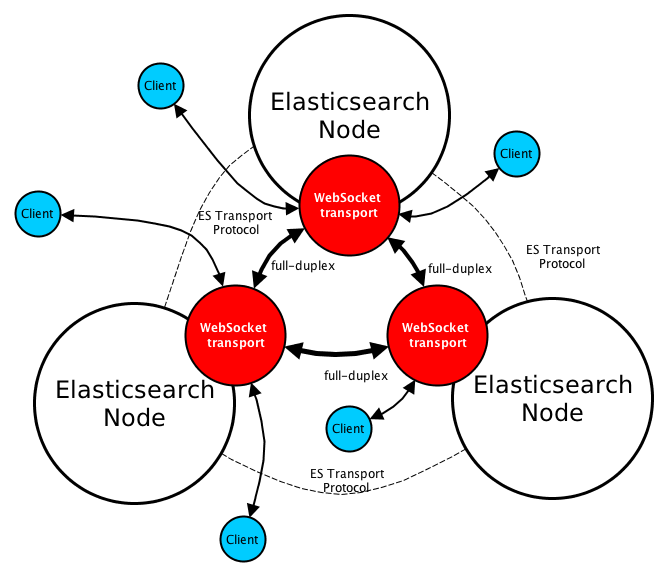 Client
Elasticsearch
Node
Client
WebSocket
transport
Client
ES Transport
Protocol
ES Transport
Protocol
full-duplex
full-duplex
WebSocket
transport
WebSocket
transport
full-duplex
Elasticsearch
Node
Elasticsearch
Node
Client
ES Transport
Protocol
Client